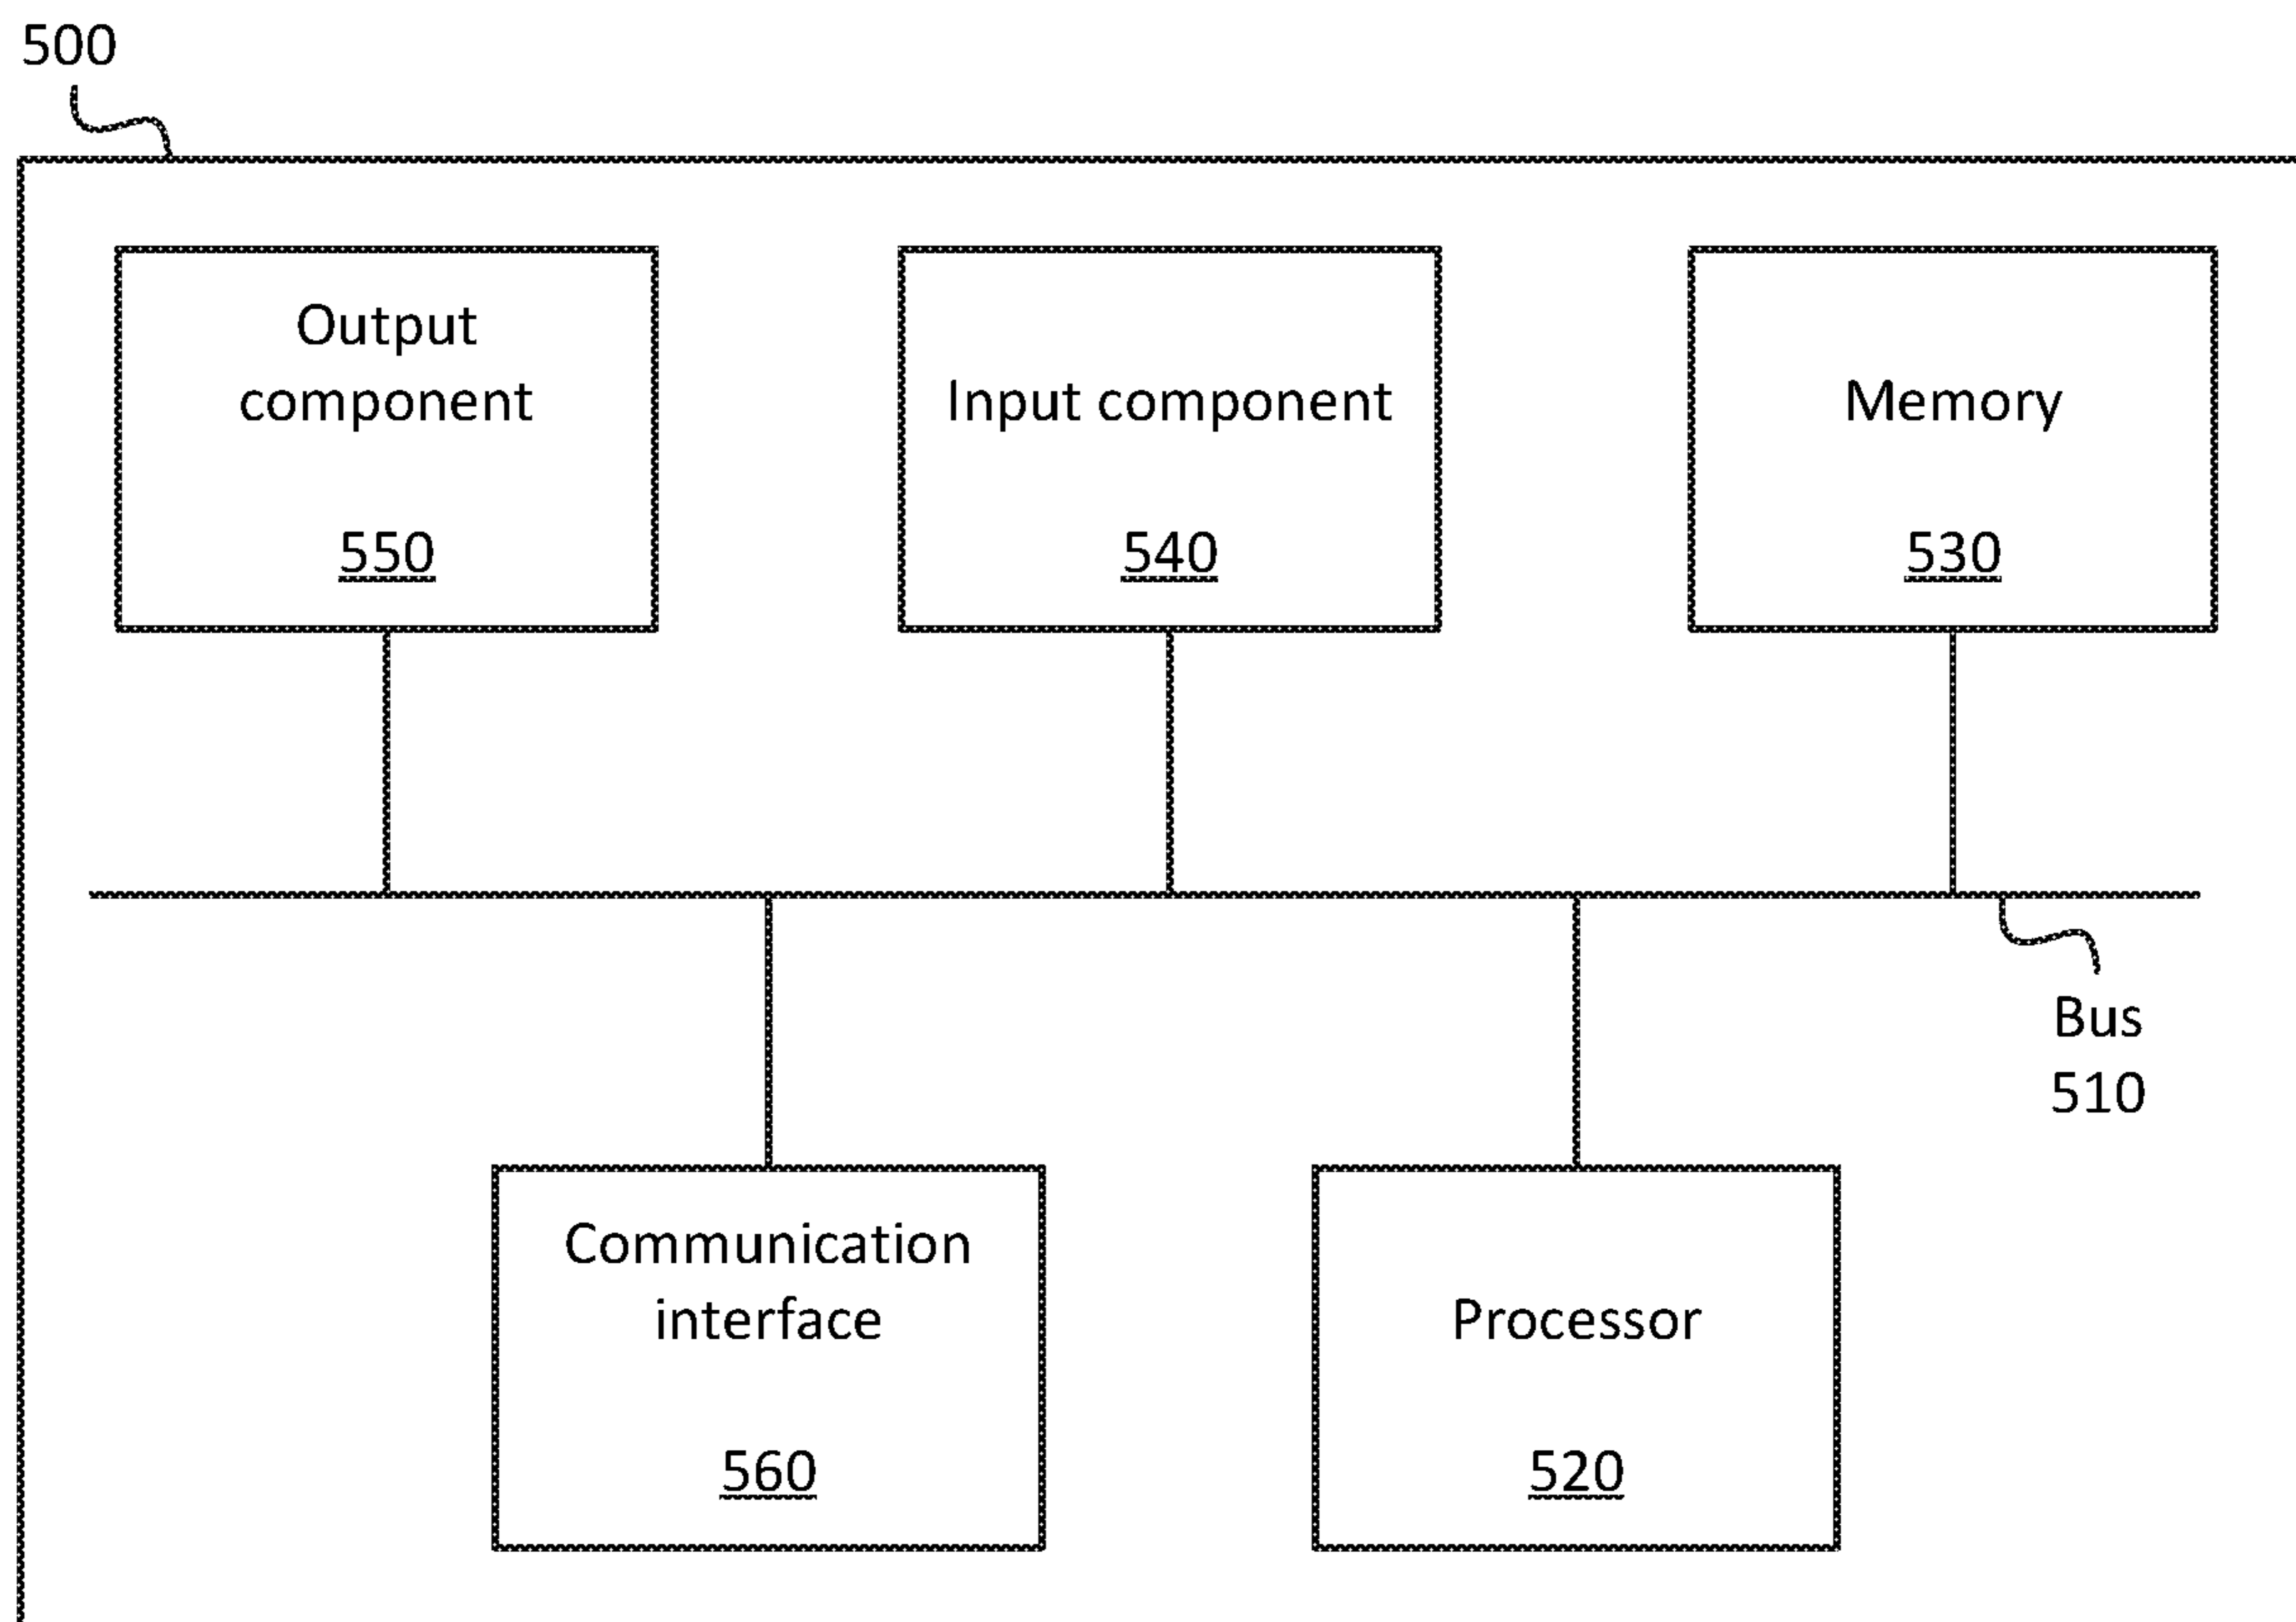 500
Output
component
550
Input component
540
Memory
530
Bus
510
Communication
interface
560
Processor
520